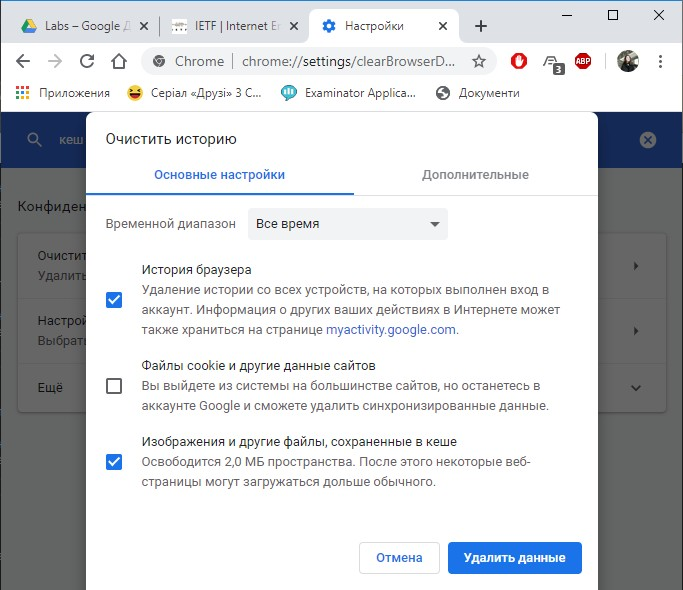 Labs – Google Д
IETF | Internet En
Настройки
Chrome | chrome://settings/clearBrowserD...
3
ABP
Приложения
Серіал «Друзі» 3 С...
Examinator Applica...
Документи
кеш
Очистить историю
Основные настройки
Дополнительные
Временной диапазон
Все время
Конфиден
Очистит
Удалить
Настрой
Выбрать
Ещё
История браузера
Удаление истории со всех устройств, на которых выполнен вход в
аккаунт. Информация о других ваших действиях в Интернете может
также храниться на странице myactivity.google.com.
Файлы cookie и другие данные сайтов
Вы выйдете из системы на большинстве сайтов, но останетесь в
аккаунте Google и сможете удалить синхронизированные данные.
Изображения и другие файлы, сохраненные в кеше
Освободится 2,0 МБ пространства. После этого некоторые веб-
страницы могут загружаться дольше обычного.
Отмена
Удалить данные